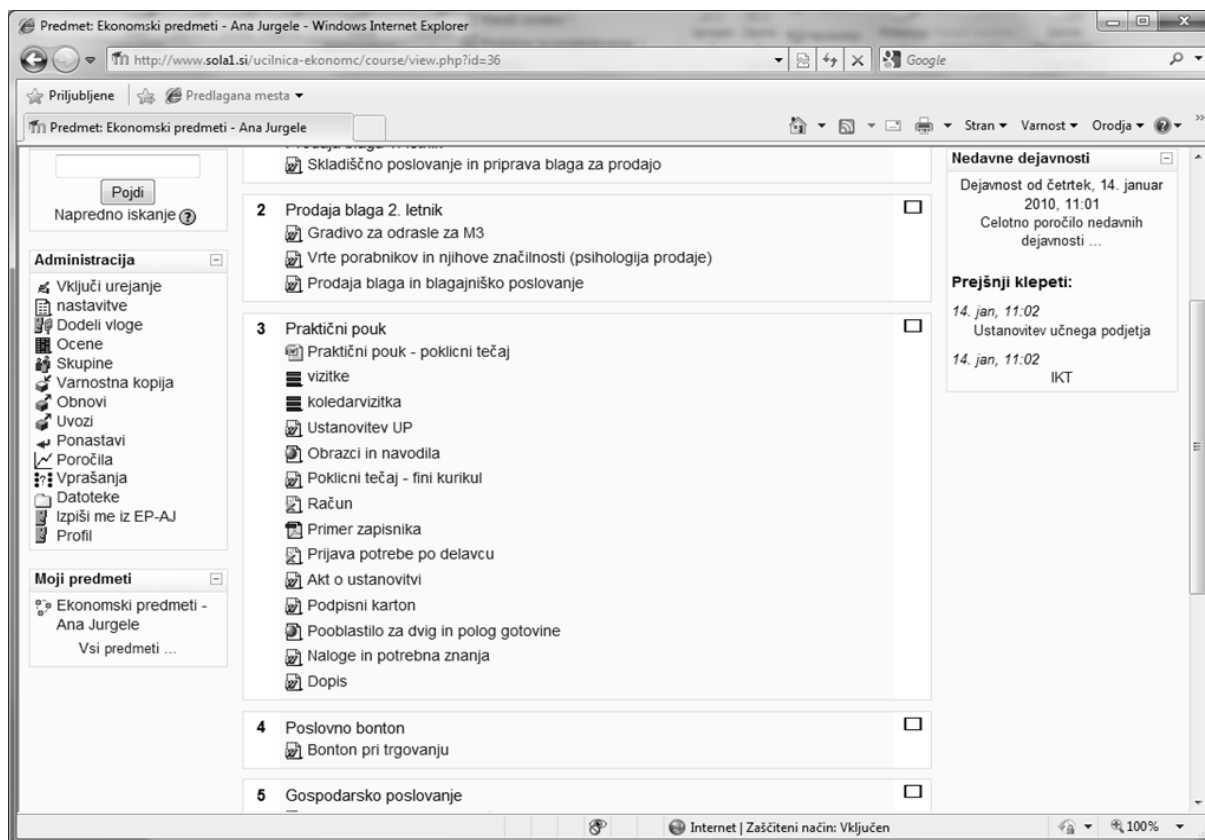 Predmet: Ekonomski predmeti - Ana Jurgele - Windows Internet Explorer
http://www.sola1.si/ucilnica-ekonomc/course/view.php?id=36
Google
Priljubljene
Predlagana mesta
Predmet: Ekonomski predmeti - Ana Jurgele
Stran
Varnost
Orodja
Pojdi
Napredno iskanje
Administracija
Vključi urejanje
nastavitve
Dodeli vloge
Ocene
Skupine
Varnostna kopija
Obnovi
Uvozi
Ponastavi
Poročila
Vprašanja
Datoteke
Izpiši me iz EP-AJ
Profil
Moji predmeti
Ekonomski predmeti -
Ana Jurgele
Vsi predmeti ...
Skladiščno poslovanje in priprava blaga za prodajo
2 Prodaja blaga 2. letnik
Gradivo za odrasle za M3
Vrte porabnikov in njihove značilnosti (psihologija prodaje)
Prodaja blaga in blagajniško poslovanje
3 Praktični pouk
Praktični pouk - poklicni tečaj
vizitke
koledarvizitka
Ustanovitev UP
Obrazci in navodila
Poklicni tečaj - fini kurikul
Račun
Primer zapisnika
Prijava potrebe po delavcu
Akt o ustanovitvi
Podpisni karton
Pooblastilo za dvig in polog gotovine
Naloge in potrebna znanja
Dopis
4 Poslovno bonton
Bonton pri trgovanju
5 Gospodarsko poslovanje
Nedavne dejavnosti
Dejavnost od četrtek, 14. januar
2010, 11:01
Celotno poročilo nedavnih
dejavnosti ...
Prejšnji klepeti:
14. jan, 11:02
Ustanovitev učnega podjetja
14. jan, 11:02
IKT
Internet | Zaščiteni način: Vključen
100%